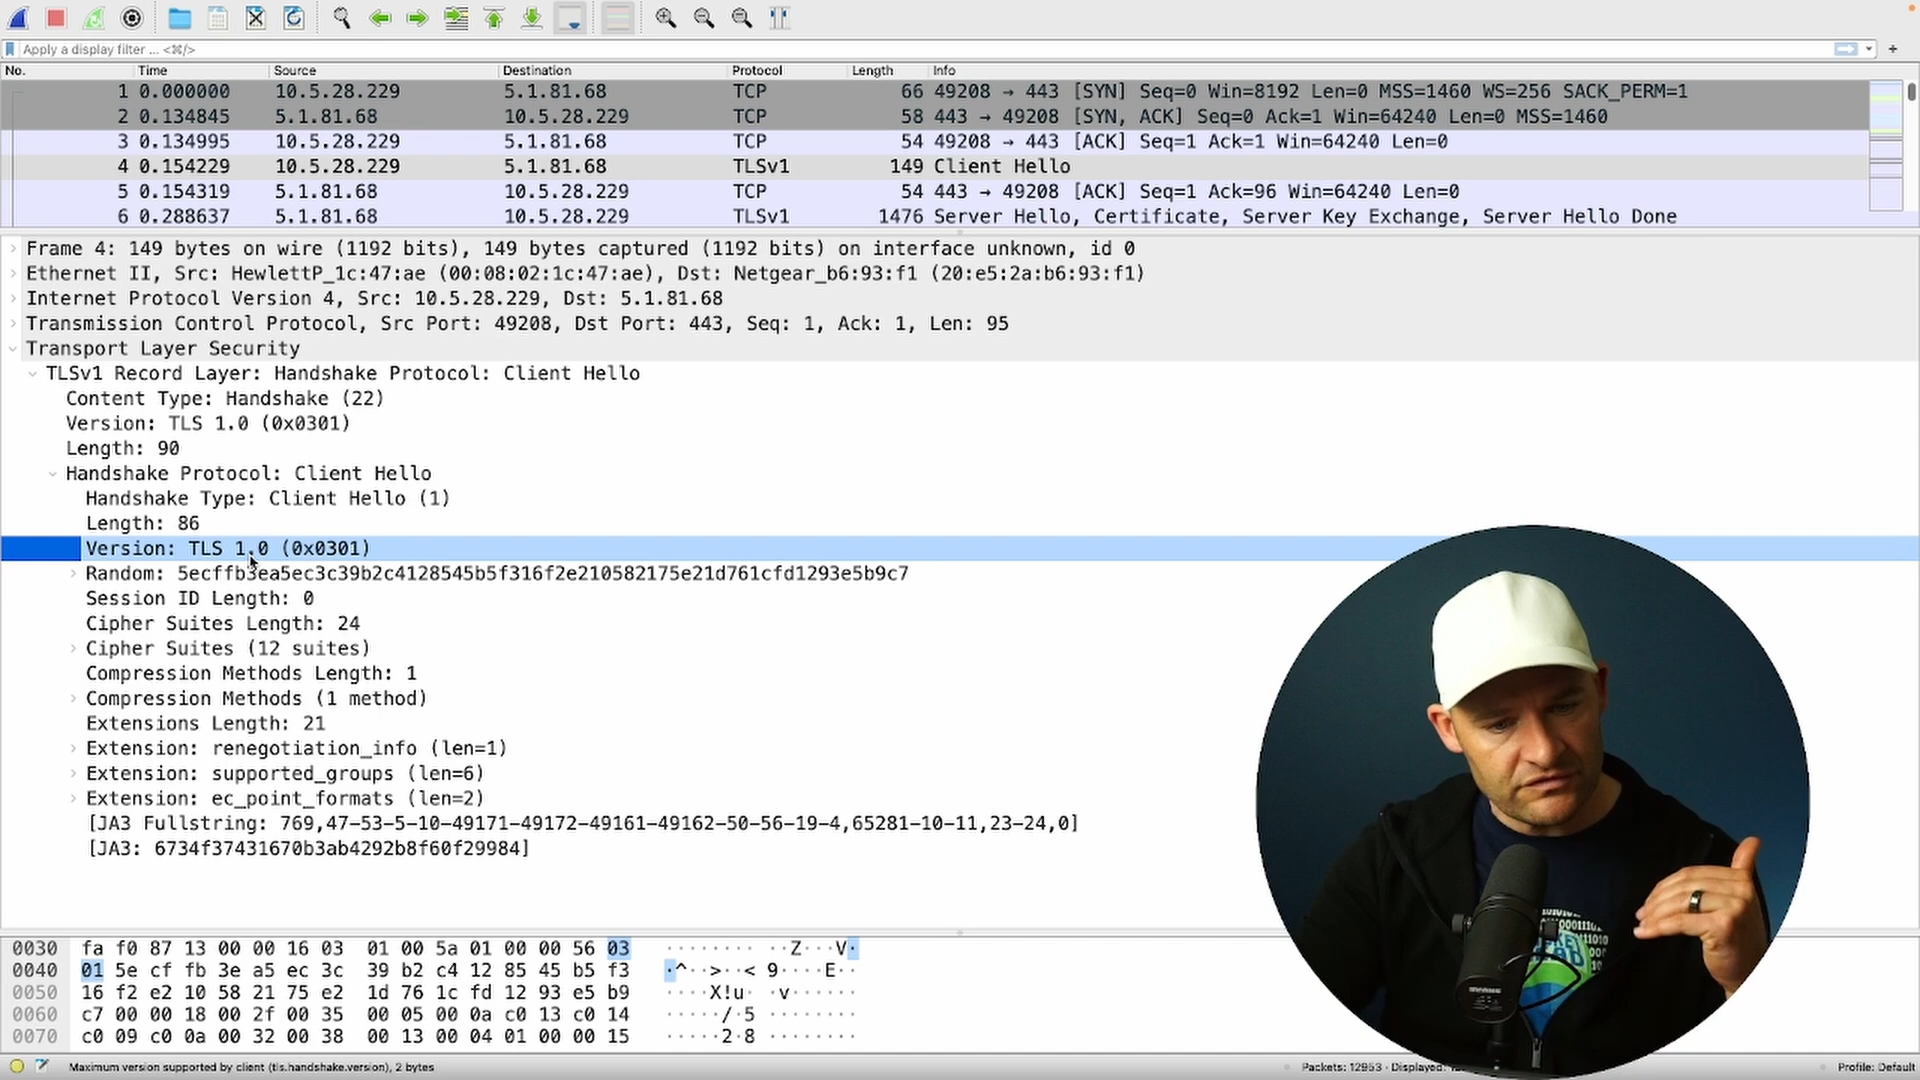 Apply a display filter ... <⌘/>
No. Time Source Destination Protocol Length Info
1 0.000000 10.5.28.229 5.1.81.68 TCP 66 49208 → 443 [SYN] Seq=0 Win=8192 Len=0 MSS=1460 WS=256 SACK_PERM=1
2 0.134845 5.1.81.68 10.5.28.229 TCP 58 443 → 49208 [SYN, ACK] Seq=0 Ack=1 Win=64240 Len=0 MSS=1460
3 0.134995 10.5.28.229 5.1.81.68 TCP 54 49208 → 443 [ACK] Seq=1 Ack=1 Win=64240 Len=0
4 0.154229 10.5.28.229 5.1.81.68 TLSv1 149 Client Hello
5 0.154319 5.1.81.68 10.5.28.229 TCP 54 443 → 49208 [ACK] Seq=1 Ack=96 Win=64240 Len=0
6 0.288637 5.1.81.68 10.5.28.229 TLSv1 1476 Server Hello, Certificate, Server Key Exchange, Server Hello Done
Frame 4: 149 bytes on wire (1192 bits), 149 bytes captured (1192 bits) on interface unknown, id 0
Ethernet II, Src: HewlettP_1c:47:ae (00:08:02:1c:47:ae), Dst: Netgear_b6:93:f1 (20:e5:2a:b6:93:f1)
Internet Protocol Version 4, Src: 10.5.28.229, Dst: 5.1.81.68
Transmission Control Protocol, Src Port: 49208, Dst Port: 443, Seq: 1, Ack: 1, Len: 95
Transport Layer Security
TLSv1 Record Layer: Handshake Protocol: Client Hello
Content Type: Handshake (22)
Version: TLS 1.0 (0x0301)
Length: 90
Handshake Protocol: Client Hello
Handshake Type: Client Hello (1)
Length: 86
Version: TLS 1.0 (0x0301)
Random: 5ecffb3ea5ec3c39b2c4128545b5f316f2e210582175e21d761cfd1293e5b9c7
Session ID Length: 0
Cipher Suites Length: 24
Cipher Suites (12 suites)
Compression Methods Length: 1
Compression Methods (1 method)
Extensions Length: 21
Extension: renegotiation_info (len=1)
Extension: supported_groups (len=6)
Extension: ec_point_formats (len=2)
[JA3 Fullstring: 769,47-53-5-10-49171-49172-49161-49162-50-56-19-4,65281-10-11,23-24,0]
[JA3: 6734f37431670b3ab4292b8f60f29984]
0030 fa f0 87 13 00 00 16 03 01 00 5a 01 00 00 56 03 ········ ··Z···V·
0040 01 5e cf fb 3e a5 ec 3c 39 b2 c4 12 85 45 b5 f3 ·^··>··< 9····E··
0050 16 f2 e2 10 58 21 75 e2 1d 76 1c fd 12 93 e5 b9 ····X!u· ·v······
0060 c7 00 00 18 00 2f 00 35 00 05 00 0a c0 13 c0 14 ·····/·5 ········
0070 c0 09 c0 0a 00 32 00 38 00 13 00 04 01 00 00 15 ·····2·8 ········
Maximum version supported by client (tls.handshake.version), 2 bytes Packets: 12953 · Displayed: Profile: Default